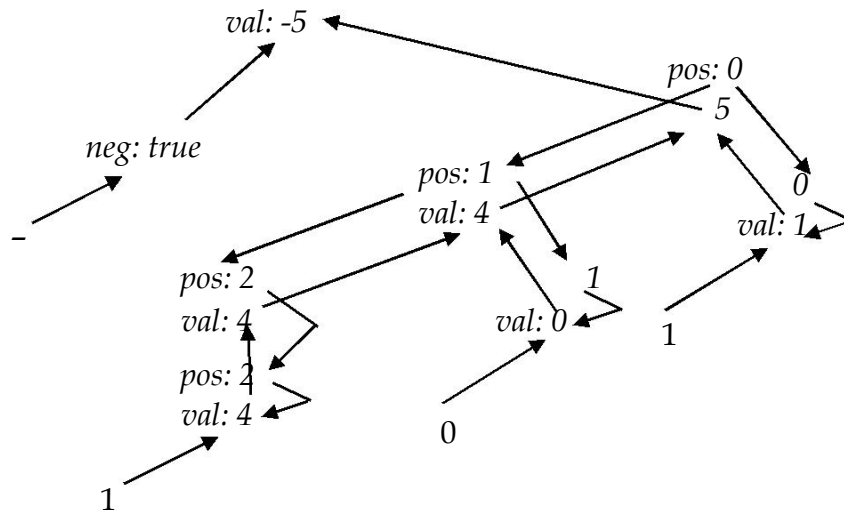 val: -5
pos: 0
5
neg: true
pos: 1
0
val: 4
val: 1
–
pos: 2
1
val: 4
val: 0
1
pos: 2
val: 4
0
1